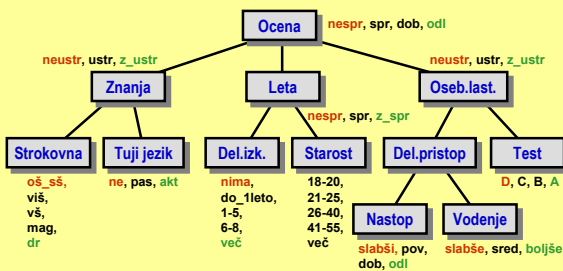 Ocena
nespr, spr, dob, odl
neustr, ustr, z_ustr
neustr, ustr, z_ustr
Znanja
Leta
Oseb.last.
nespr, spr, z_spr
Strokovna
Tuji jezik
Del.izk.
Starost
Del.pristop
Test
oš_sš,
viš,
vš,
mag,
dr
ne, pas, akt
nima,
do_1leto,
1-5,
6-8,
več
18-20,
21-25,
26-40,
41-55,
več
D, C, B, A
Nastop
Vodenje
slabši, pov,
dob, odl
slabše, sred, boljše